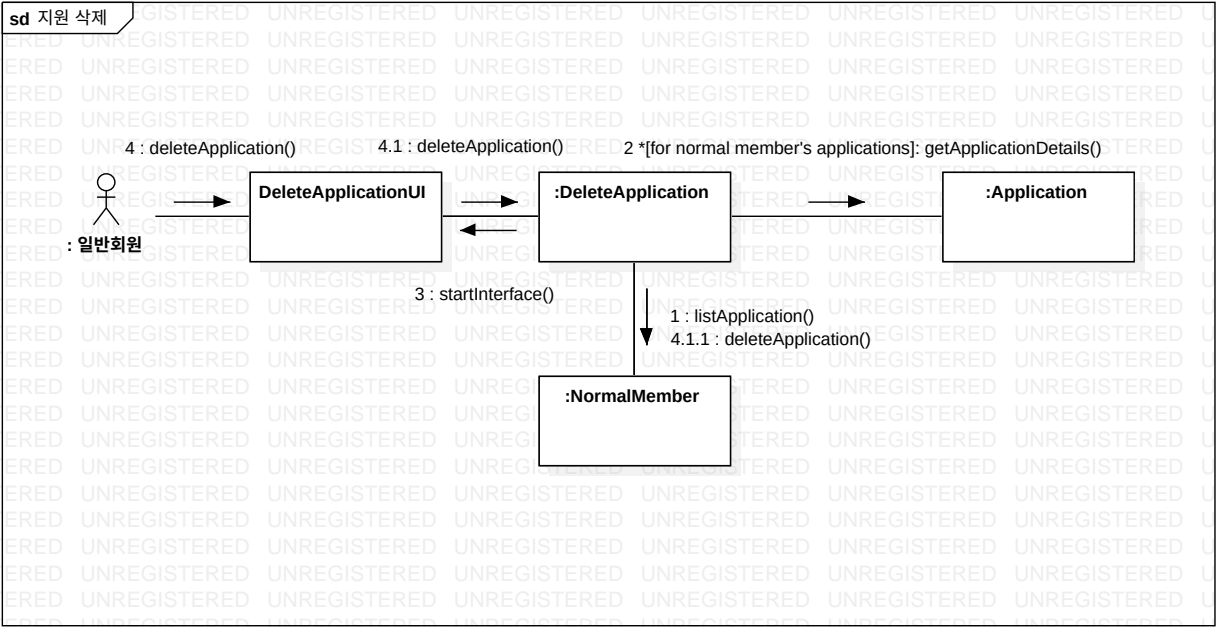 sd 지원 삭제
4 : deleteApplication()
4.1 : deleteApplication()
2 *[for normal member's applications]: getApplicationDetails()
DeleteApplicationUI
:DeleteApplication
:Application
: 일반회원
3 : startInterface()
1 : listApplication()
4.1.1 : deleteApplication()
:NormalMember
UNREGISTERED